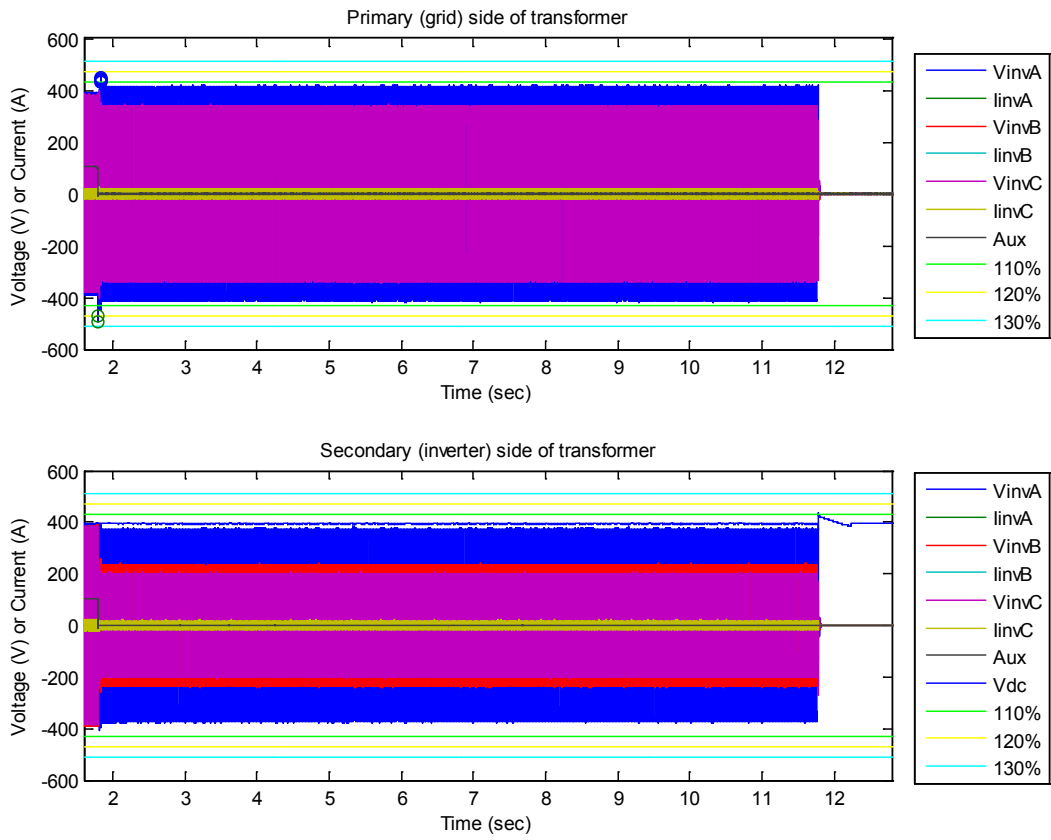 Primary (grid) side of transformer
Voltage (V) or Current (A)
600
400
200
0
-200
-400
-600
2 3 4 5 6 7 8 9 10 11 12
Time (sec)
VinvA
IinvA
VinvB
IinvB
VinvC
IinvC
Aux
110%
120%
130%
Secondary (inverter) side of transformer
Voltage (V) or Current (A)
600
400
200
0
-200
-400
-600
2 3 4 5 6 7 8 9 10 11 12
Time (sec)
VinvA
IinvA
VinvB
IinvB
VinvC
IinvC
Aux
Vdc
110%
120%
130%